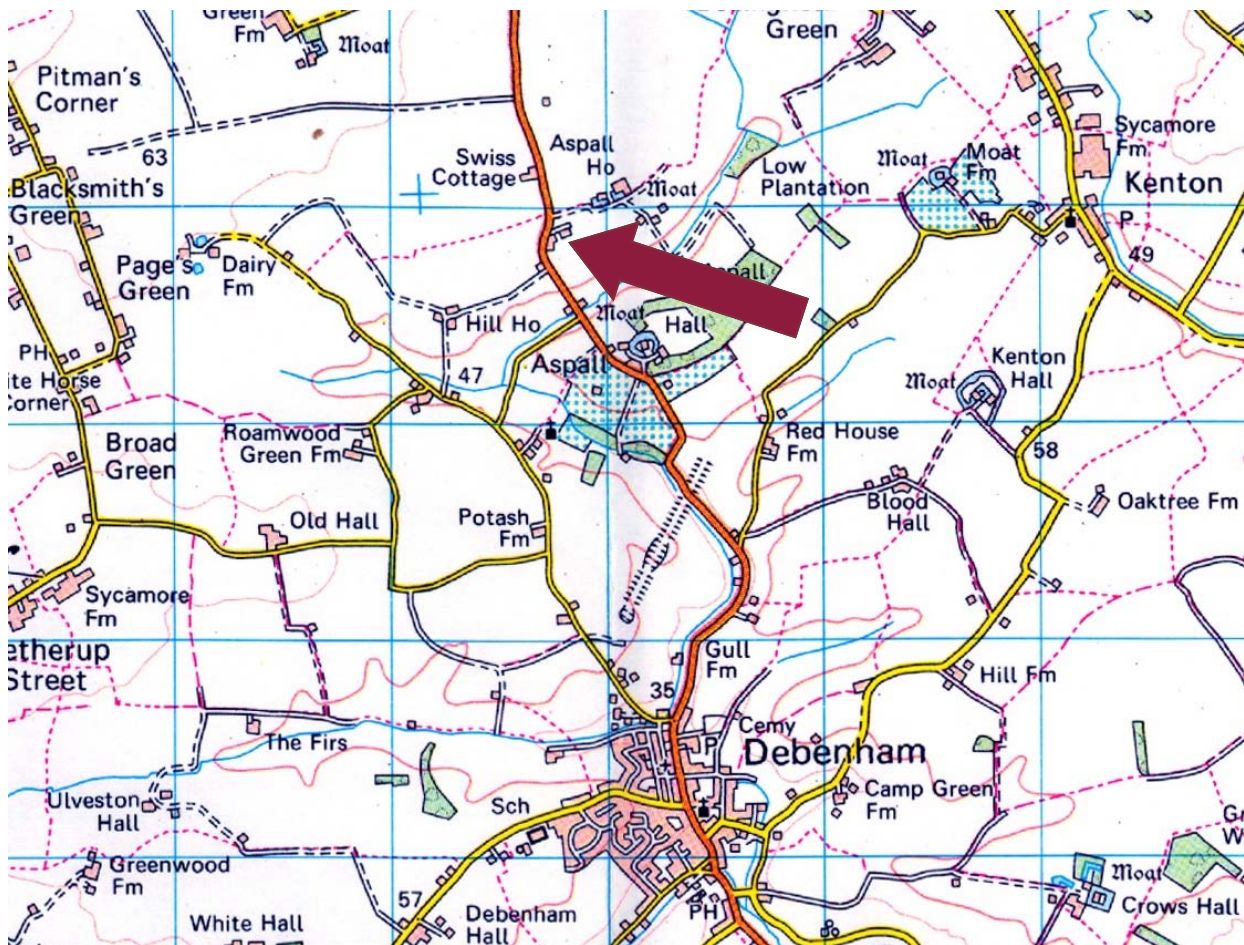 Green
Fm
Moat
Green
Pitman's
Corner
63
Swiss
Cottage
Aspall
Ho
Moat
Low
Plantation
Moat
Moat
Fm
Sycamore
Fm
Kenton
P
49
Blacksmith's
Green
Page's
Green
Dairy
Fm
Hill Ho
Moat
Hall
Aspall
47
PH
Kenton
Hall
Moat
Broad
Green
Roamwood
Green Fm
Red House
Fm
58
Old Hall
Potash
Fm
Blood
Hall
Oaktree Fm
Sycamore
Fm
Street
Gull
Fm
35
Hill Fm
The Firs
Cemy
P
Debenham
Ulveston
Hall
Sch
Camp Green
Fm
Greenwood
Fm
57
White Hall
Debenham
Hall
PH
Moat
Crows Hall